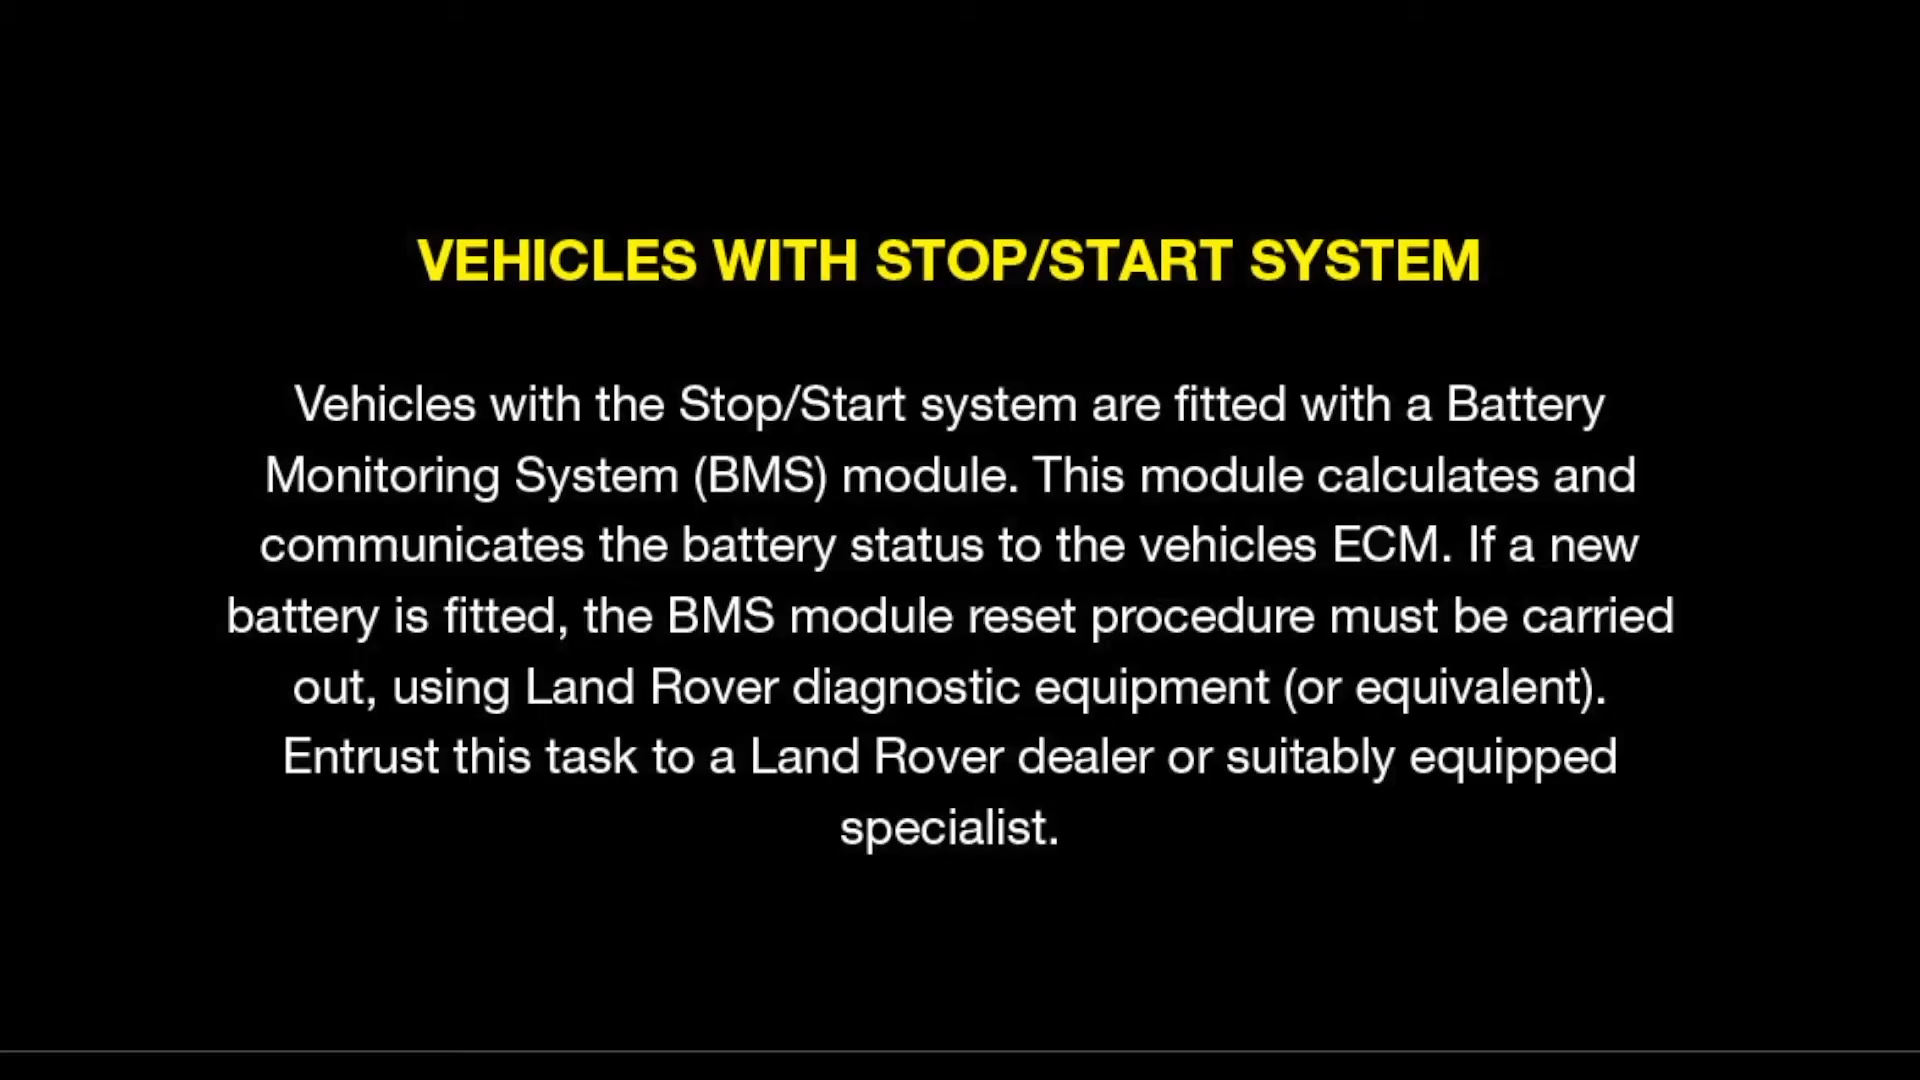 VEHICLES WITH STOP/START SYSTEM
Vehicles with the Stop/Start system are fitted with a Battery
Monitoring System (BMS) module. This module calculates and
communicates the battery status to the vehicles ECM. If a new
battery is fitted, the BMS module reset procedure must be carried
out, using Land Rover diagnostic equipment (or equivalent).
Entrust this task to a Land Rover dealer or suitably equipped
specialist.